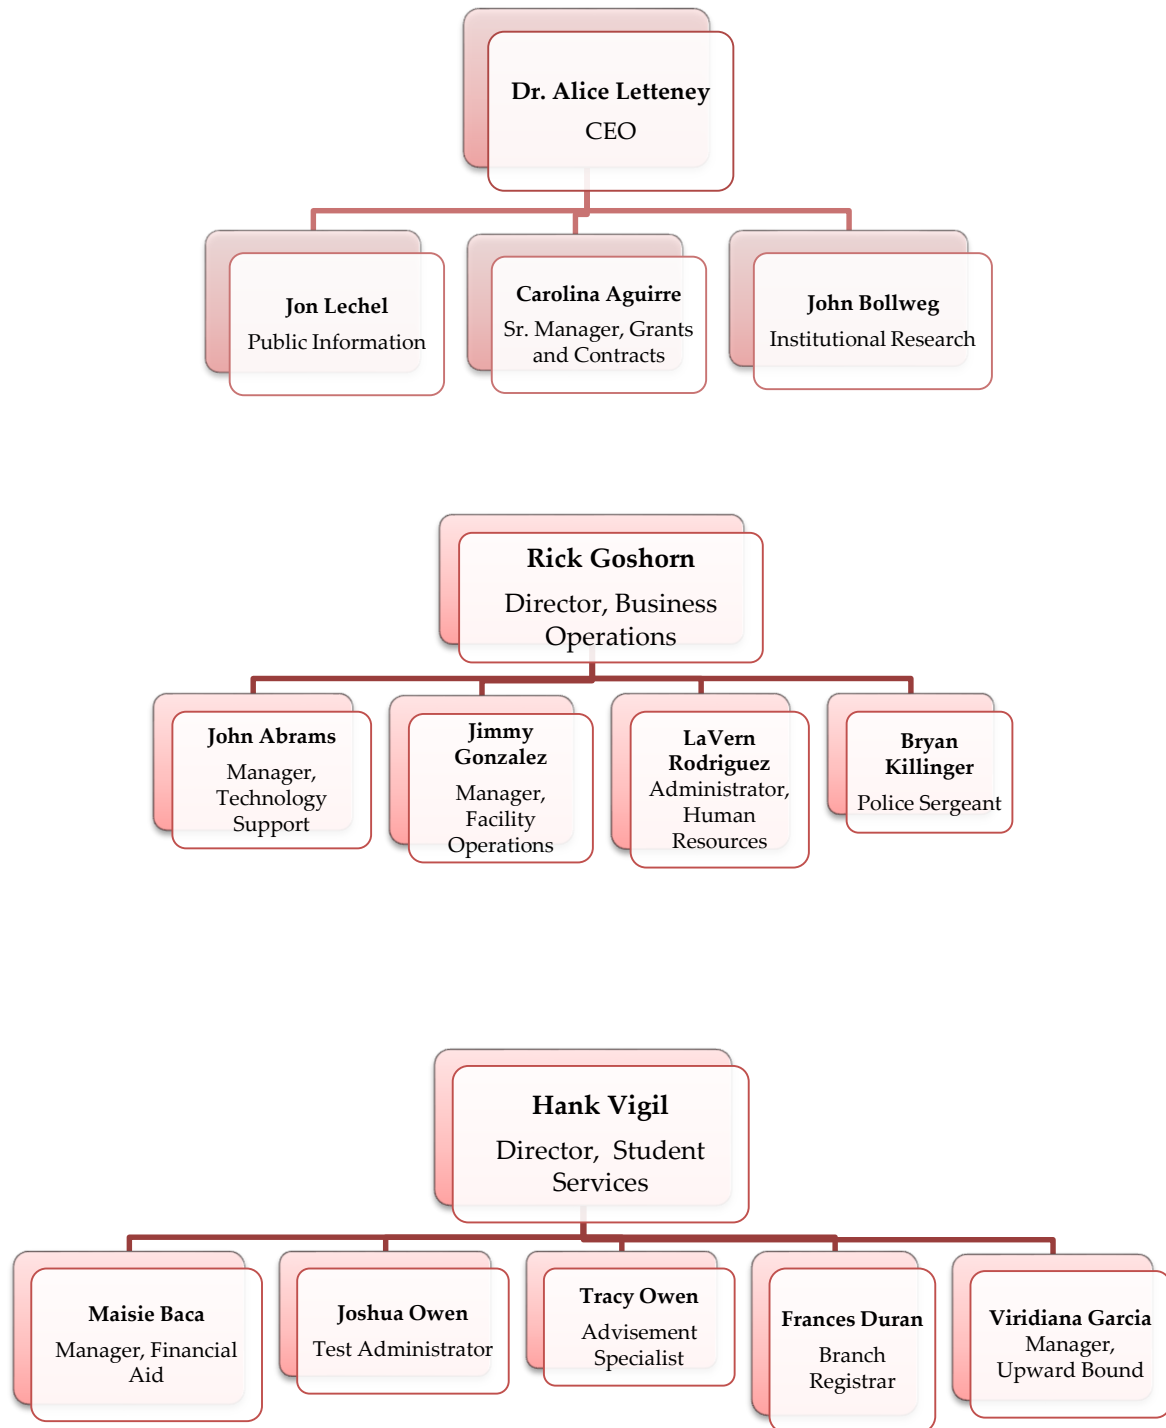 Dr. Alice Letteney
CEO
Jon Lechel
Public Information
Carolina Aguirre
Sr. Manager, Grants
and Contracts
John Bollweg
Institutional Research
Rick Goshorn
Director, Business
Operations
John Abrams
Manager,
Technology
Support
Jimmy
Gonzalez
Manager,
Facility
Operations
LaVern
Rodriguez
Administrator,
Human
Resources
Bryan
Killinger
Police Sergeant
Hank Vigil
Director, Student
Services
Maisie Baca
Manager, Financial
Aid
Joshua Owen
Test Administrator
Tracy Owen
Advisement
Specialist
Frances Duran
Branch
Registrar
Viridiana Garcia
Manager,
Upward Bound